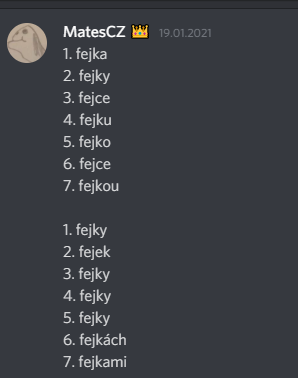 MatesCZ 👑 19.01.2021
1. fejka
2. fejky
3. fejce
4. fejku
5. fejko
6. fejce
7. fejkou

1. fejky
2. fejek
3. fejky
4. fejky
5. fejky
6. fejkách
7. fejkami